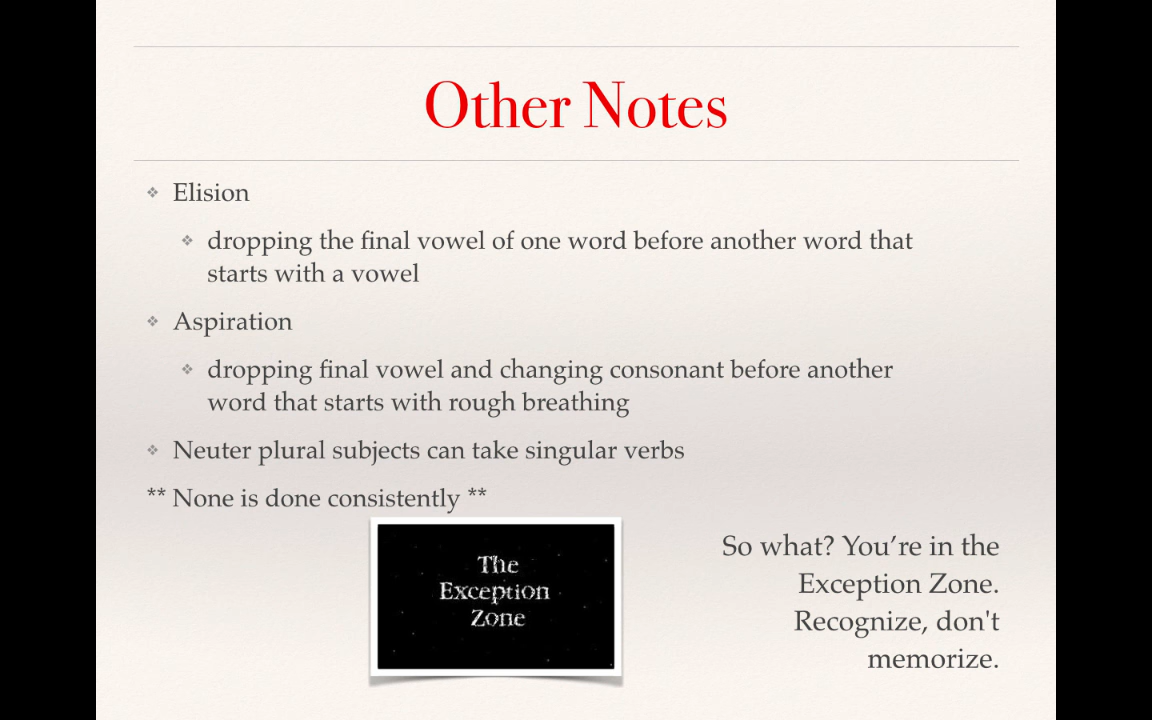 Other Notes
Elision
dropping the final vowel of one word before another word that
starts with a vowel
Aspiration
dropping final vowel and changing consonant before another
word that starts with rough breathing
Neuter plural subjects can take singular verbs
** None is done consistently **
The
Exception
Zone
So what? You’re in the
Exception Zone.
Recognize, don't
memorize.